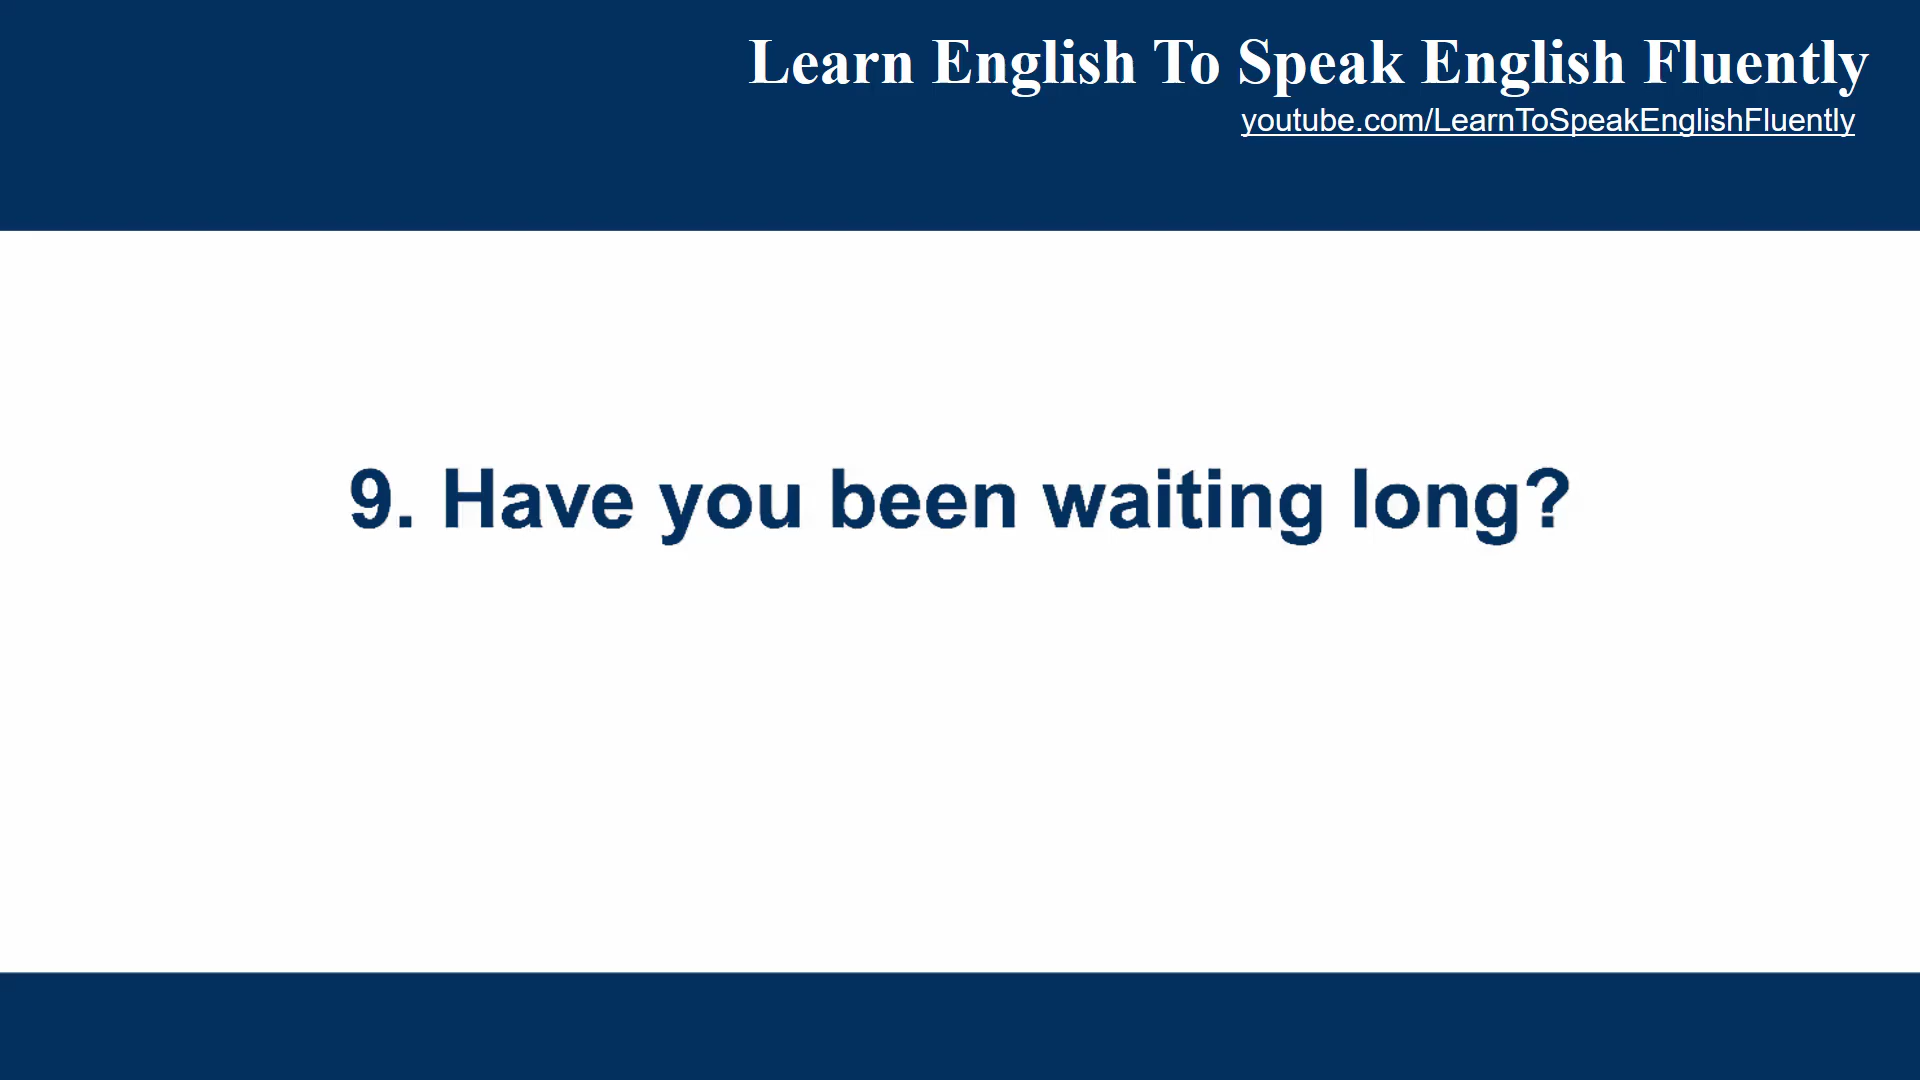 Learn English To Speak English Fluently
youtube.com/LearnToSpeakEnglishFluently
9. Have you been waiting long?